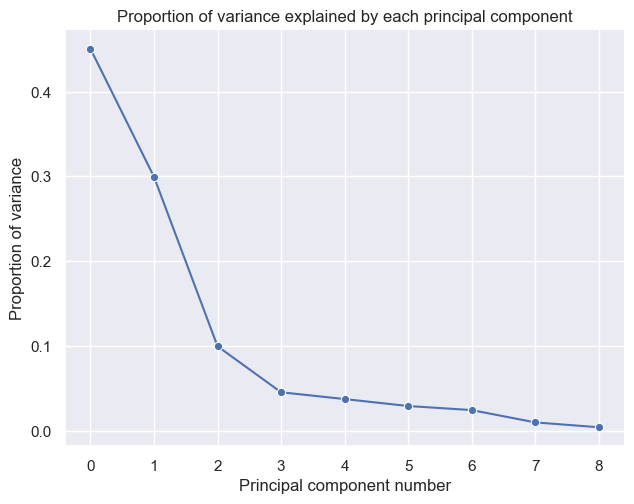 Proportion of variance explained by each principal component
Proportion of variance
0.4
0.3
0.2
0.1
0.0
0 1 2 3 4 5 6 7 8
Principal component number